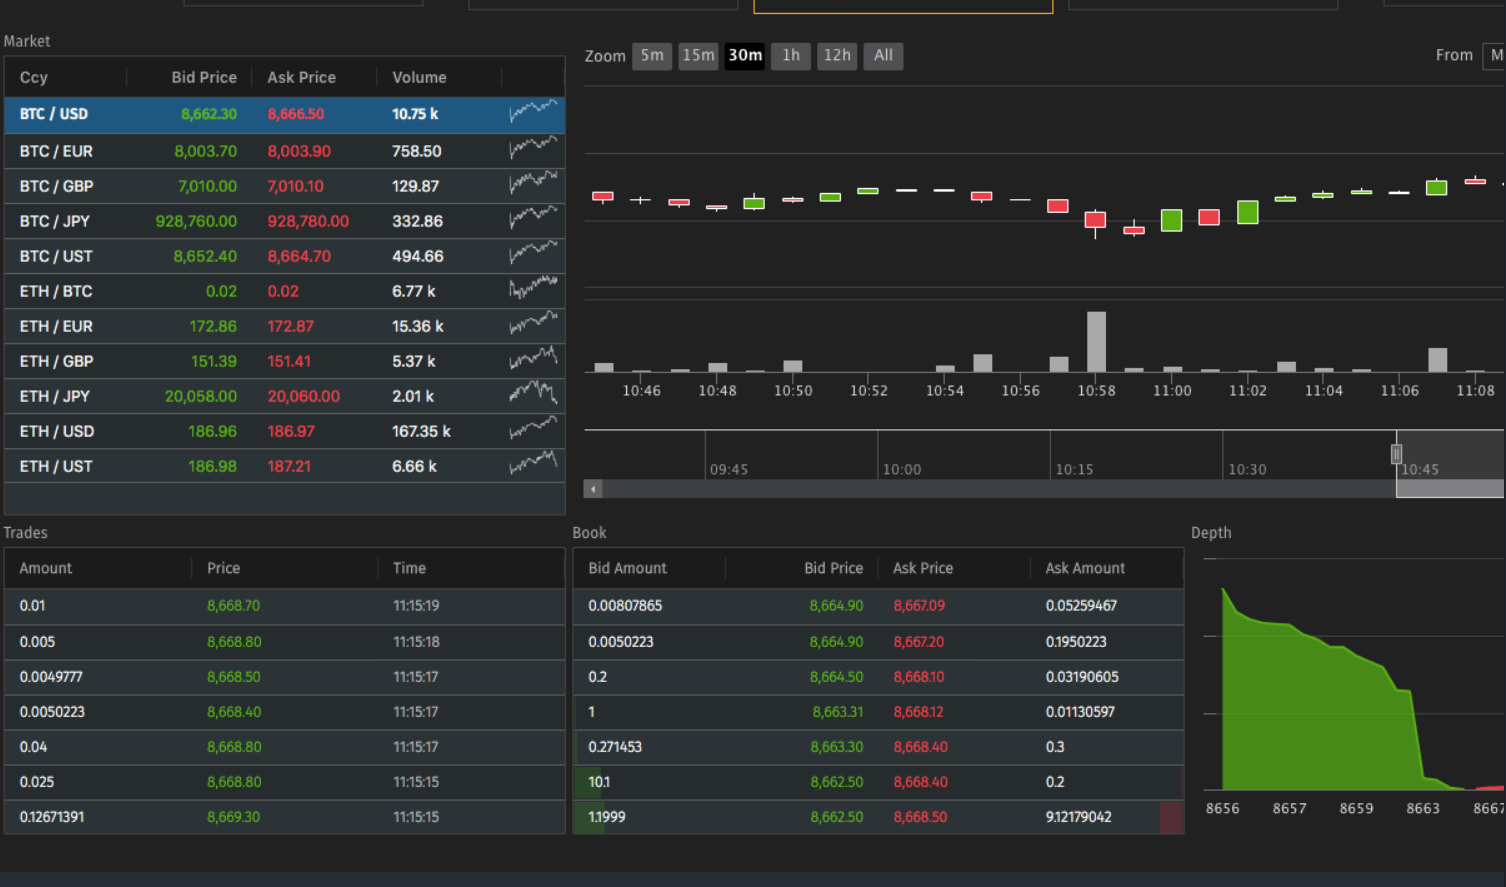 Market
Ccy Bid Price Ask Price Volume
BTC / USD 8,662.30 8,666.50 10.75 k
BTC / EUR 8,003.70 8,003.90 758.50
BTC / GBP 7,010.00 7,010.10 129.87
BTC / JPY 928,760.00 928,780.00 332.86
BTC / UST 8,652.40 8,664.70 494.66
ETH / BTC 0.02 0.02 6.77 k
ETH / EUR 172.86 172.87 15.36 k
ETH / GBP 151.39 151.41 5.37 k
ETH / JPY 20,058.00 20,060.00 2.01 k
ETH / USD 186.96 186.97 167.35 k
ETH / UST 186.98 187.21 6.66 k
Zoom 5m 15m 30m 1h 12h All From M
10:46 10:48 10:50 10:52 10:54 10:56 10:58 11:00 11:02 11:04 11:06 11:08
09:45 10:00 10:15 10:30 10:45
Trades
Amount Price Time
0.01 8,668.70 11:15:19
0.005 8,668.80 11:15:18
0.0049777 8,668.50 11:15:17
0.0050223 8,668.40 11:15:17
0.04 8,668.80 11:15:17
0.025 8,668.80 11:15:15
0.12671391 8,669.30 11:15:15
Book
Bid Amount Bid Price Ask Price Ask Amount
0.00807865 8,664.90 8,667.09 0.05259467
0.0050223 8,664.90 8,667.20 0.1950223
0.2 8,664.50 8,668.10 0.03190605
1 8,663.31 8,668.12 0.01130597
0.271453 8,663.30 8,668.40 0.3
10.1 8,662.50 8,668.40 0.2
1.1999 8,662.50 8,668.50 9.12179042
Depth
8656 8657 8659 8663 8667